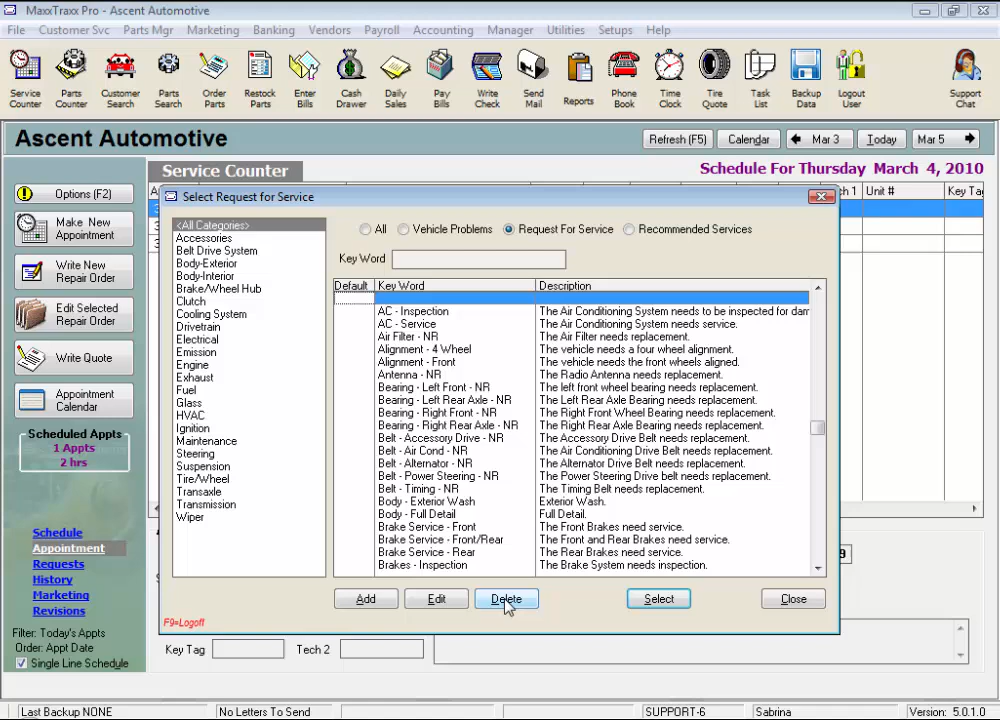 MaxxTraxx Pro - Ascent Automotive
File Customer Svc Parts Mgr Marketing Banking Vendors Payroll Accounting Manager Utilities Setups Help
Service Counter
Parts Counter
Customer Search
Parts Search
Order Parts
Restock Parts
Enter Bills
Cash Drawer
Daily Sales
Pay Bills
Write Check
Send Mail
Reports
Phone Book
Time Clock
Tire Quote
Task List
Backup Data
Logout User
Support Chat
Ascent Automotive
Refresh (F5) Calendar Mar 3 Today Mar 5
Service Counter
Schedule For Thursday March 4, 2010
Unit # Key Tag
Options (F2)
Make New Appointment
Write New Repair Order
Edit Selected Repair Order
Write Quote
Appointment Calendar
Scheduled Appts
1 Appts
2 hrs
Schedule
Appointment
Requests
History
Marketing
Revisions
Filter: Today's Appts
Order: Appt Date
Single Line Schedule
Select Request for Service
<All Categories>
Accessories
Belt Drive System
Body-Exterior
Body-Interior
Brake/Wheel Hub
Clutch
Cooling System
Drivetrain
Electrical
Emission
Engine
Exhaust
Fuel
Glass
HVAC
Ignition
Maintenance
Steering
Suspension
Tire/Wheel
Transaxle
Transmission
Wiper
All Vehicle Problems Request For Service Recommended Services
Key Word
Default Key Word Description
AC - Inspection The Air Conditioning System needs to be inspected for dam
AC - Service The Air Conditioning System needs service.
Air Filter - NR The Air Filter needs replacement.
Alignment - 4 Wheel The vehicle needs a four wheel alignment.
Alignment - Front The vehicle needs the front wheels aligned.
Antenna - NR The Radio Antenna needs replacement.
Bearing - Left Front - NR The left front wheel bearing needs replacement.
Bearing - Left Rear Axle - NR The Left Rear Axle Bearing needs replacement.
Bearing - Right Front - NR The Right Front Wheel Bearing needs replacement.
Bearing - Right Rear Axle - NR The Right Rear Axle Bearing needs replacement.
Belt - Accessory Drive - NR The Accessory Drive Belt needs replacement.
Belt - Air Cond - NR The Air Conditioning Drive Belt needs replacement.
Belt - Alternator - NR The Alternator Drive Belt needs replacement.
Belt - Power Steering - NR The Power Steering Drive belt needs replacement.
Belt - Timing - NR The Timing Belt needs replacement.
Body - Exterior Wash Exterior Wash.
Body - Full Detail Full Detail.
Brake Service - Front The Front Brakes need service.
Brake Service - Front/Rear The Front and Rear Brakes need service.
Brake Service - Rear The Rear Brakes need service.
Brakes - Inspection The Brake System needs inspection.
Add Edit Delete Select Close
F9=Logoff
Key Tag Tech 2
Last Backup NONE No Letters To Send SUPPORT-6 Sabrina Version: 5.0.1.0